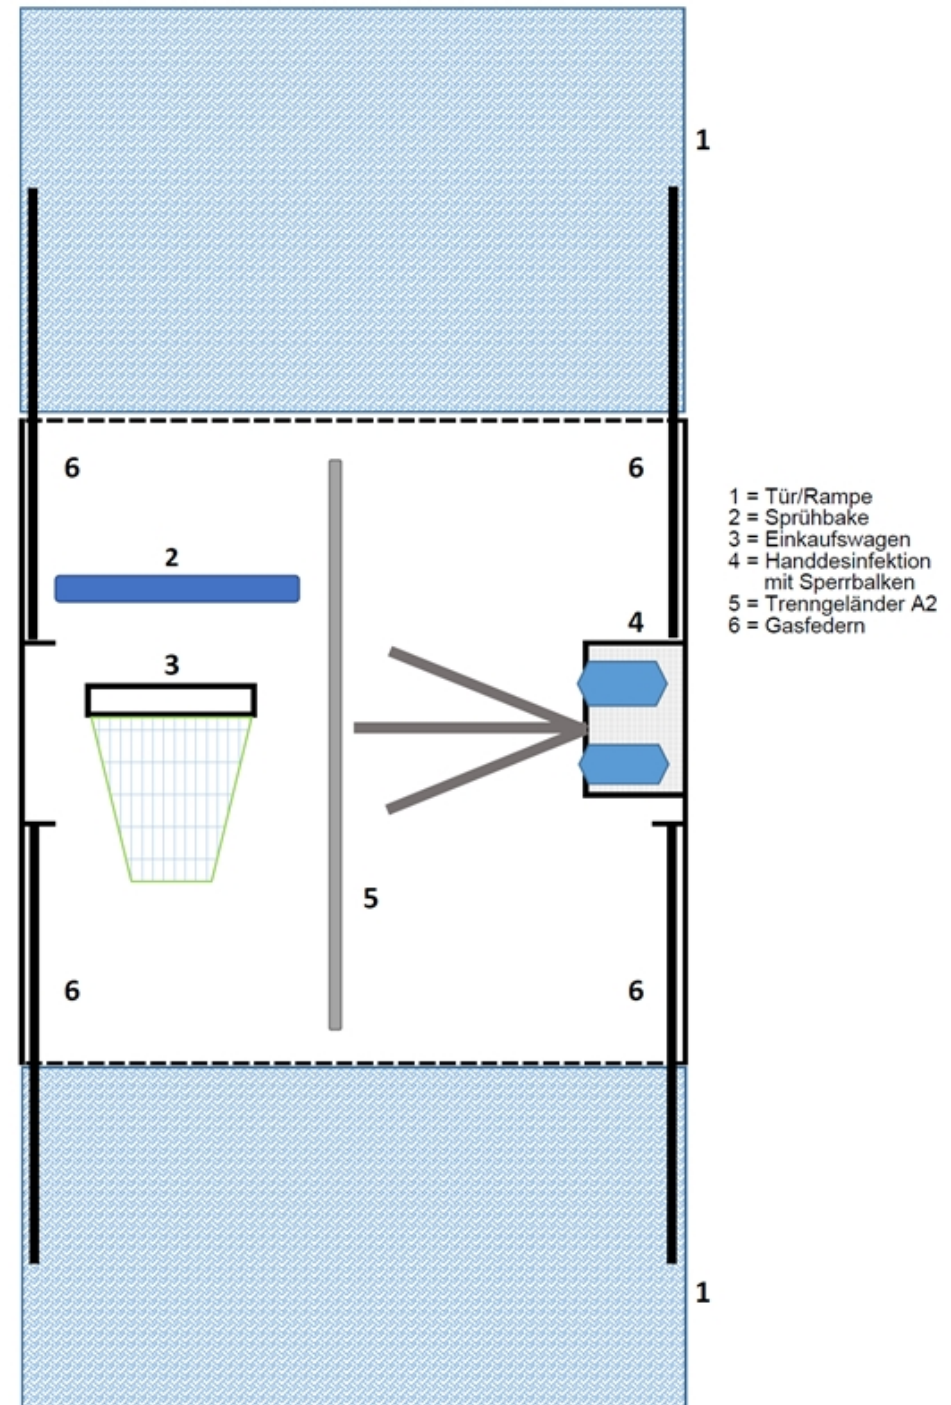 1
6
6
2
1 = Tür/Rampe
2 = Sprühbake
3 = Einkaufswagen
4 = Handdesinfektion
mit Sperrbalken
5 = Trenngeländer A2
6 = Gasfedern
4
3
5
6
6
1